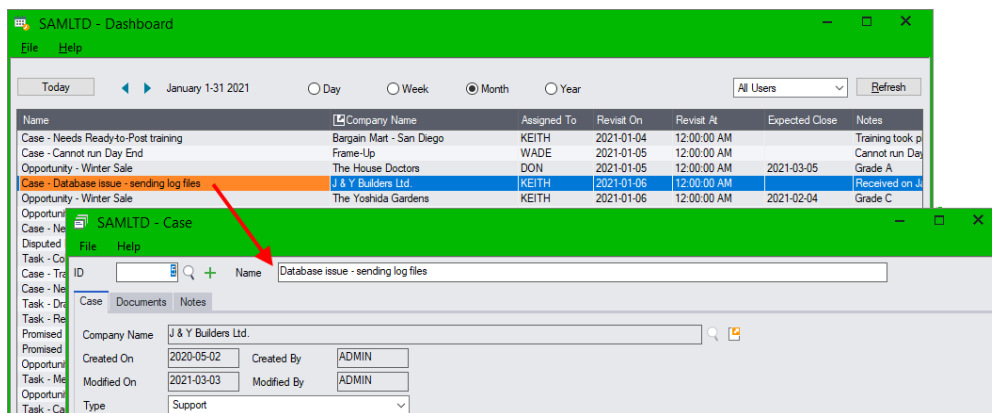 SAMLTD - Dashboard
File Help
Today January 1-31 2021 Day Week Month Year All Users Refresh
Name Company Name Assigned To Revisit On Revisit At Expected Close Notes
Case - Needs Ready-to-Post training Bargain Mart - San Diego KEITH 2021-01-04 12:00:00 AM Training took p
Case - Cannot run Day End Frame-Up WADE 2021-01-05 12:00:00 AM Cannot run Day
Opportunity - Winter Sale The House Doctors DON 2021-01-05 12:00:00 AM 2021-03-05 Grade A
Case - Database issue - sending log files J & Y Builders Ltd. KEITH 2021-01-06 12:00:00 AM Received on Ja
Opportunity - Winter Sale The Yoshida Gardens KEITH 2021-01-06 12:00:00 AM 2021-02-04 Grade C
Opportuni
SAMLTD - Case
Case - Ne
Disputed
File Help
Task - Co
Case - Tra
ID 5 Name Database issue - sending log files
Case - Ne
Task - Dra
Case Documents Notes
Task - Re
Promised
Company Name J & Y Builders Ltd.
Promised
Created On 2020-05-02 Created By ADMIN
Opportuni
Task - Me
Modified On 2021-03-03 Modified By ADMIN
Opportuni
Task - Ca
Type Support